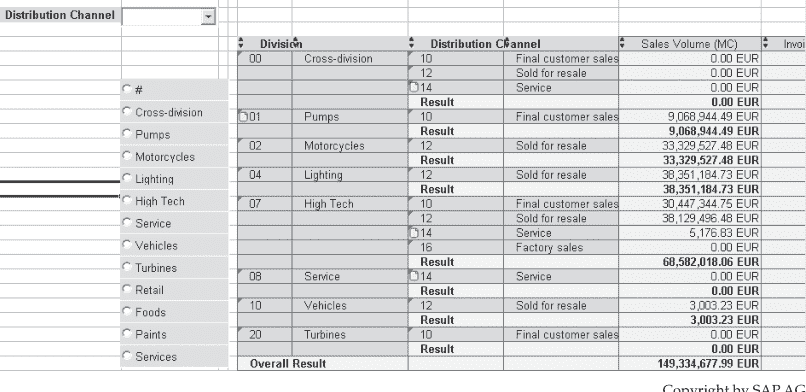 Distribution Channel
Division Distribution Channel Sales Volume (MC) Invoi
00 Cross-division 10 Final customer sales 0.00 EUR
12 Sold for resale 0.00 EUR
14 Service 0.00 EUR
Result 0.00 EUR
01 Pumps 10 Final customer sales 9,068,944.49 EUR
Result 9,068,944.49 EUR
02 Motorcycles 12 Sold for resale 33,329,527.48 EUR
Result 33,329,527.48 EUR
04 Lighting 12 Sold for resale 38,351,184.73 EUR
Result 38,351,184.73 EUR
07 High Tech 10 Final customer sales 30,447,344.75 EUR
12 Sold for resale 38,129,496.48 EUR
14 Service 5,176.83 EUR
16 Factory sales 0.00 EUR
Result 68,582,018.06 EUR
08 Service 14 Service 0.00 EUR
Result 0.00 EUR
10 Vehicles 12 Sold for resale 3,003.23 EUR
Result 3,003.23 EUR
20 Turbines 10 Final customer sales 0.00 EUR
Result 0.00 EUR
Overall Result 149,334,677.99 EUR
#
Cross-division
Pumps
Motorcycles
Lighting
High Tech
Service
Vehicles
Turbines
Retail
Foods
Paints
Services
Copyright by SAP AG